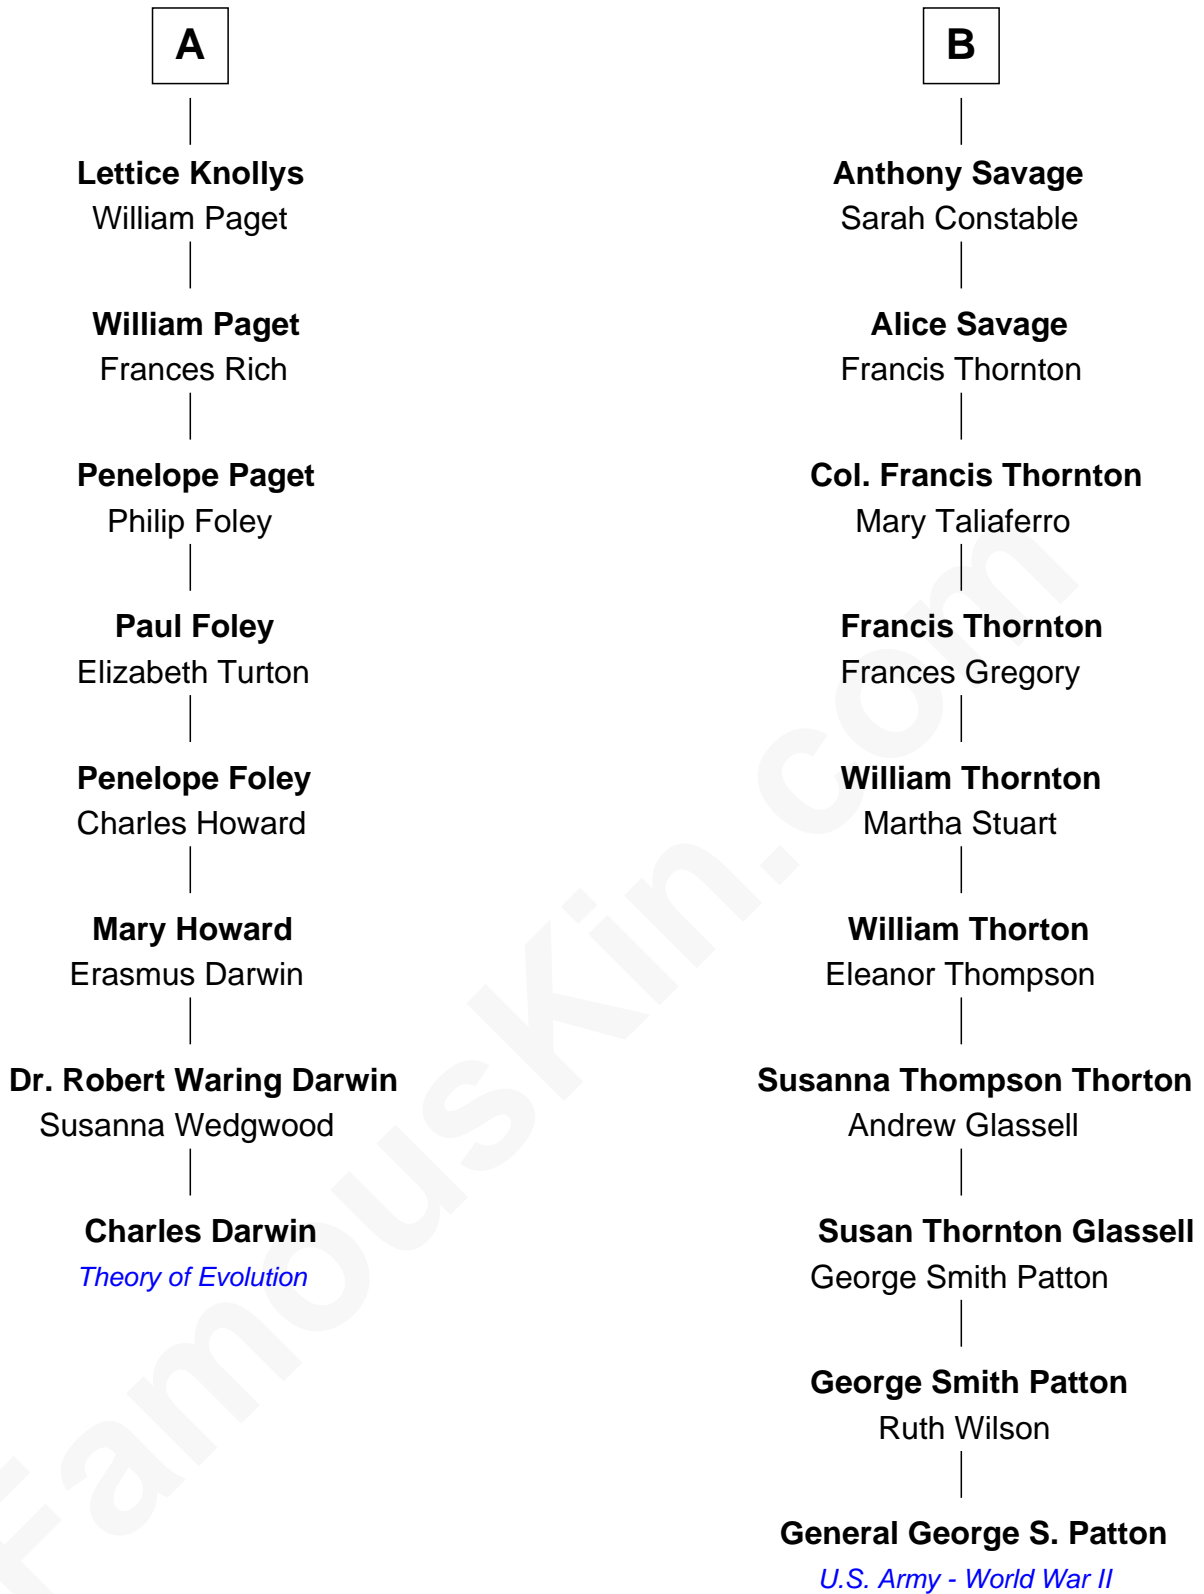 A
Lettice Knollys
William Paget
William Paget
Frances Rich
Penelope Paget
Philip Foley
Paul Foley
Elizabeth Turton
Penelope Foley
Charles Howard
Mary Howard
Erasmus Darwin
Dr. Robert Waring Darwin
Susanna Wedgwood
Charles Darwin
Theory of Evolution
B
Anthony Savage
Sarah Constable
Alice Savage
Francis Thornton
Col. Francis Thornton
Mary Taliaferro
Francis Thornton
Frances Gregory
William Thornton
Martha Stuart
William Thorton
Eleanor Thompson
Susanna Thompson Thorton
Andrew Glassell
Susan Thornton Glassell
George Smith Patton
George Smith Patton
Ruth Wilson
General George S. Patton
U.S. Army - World War II
FamousKin.com